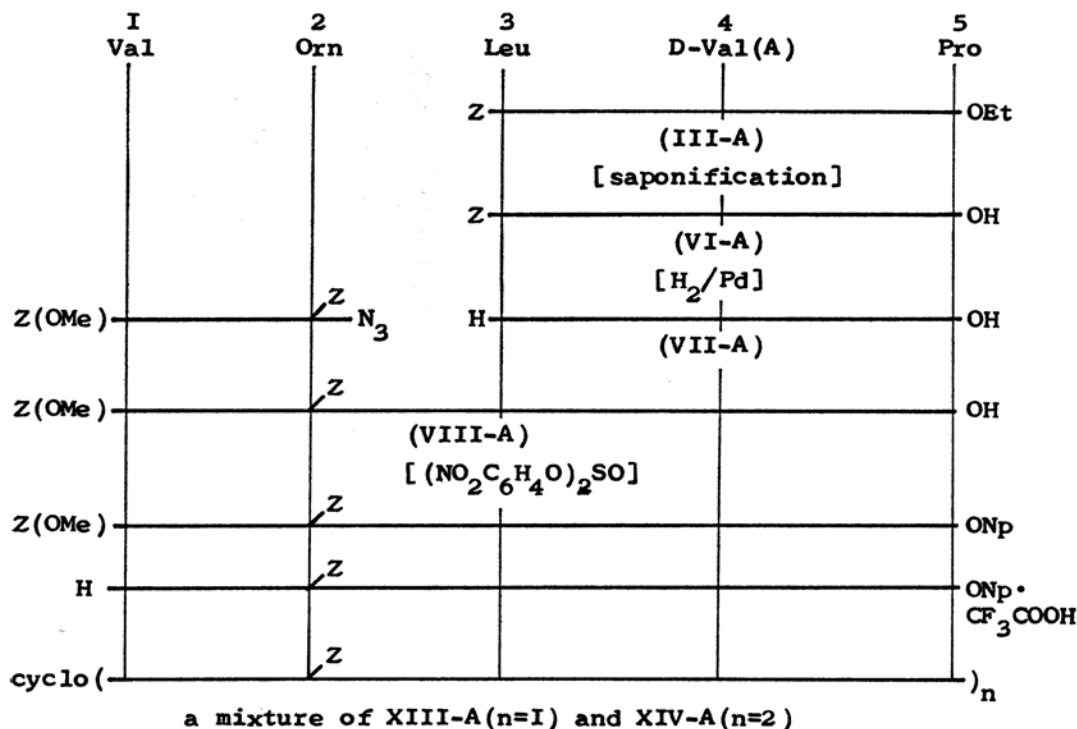 I 2 3 4 5
Val Orn Leu D-Val(A) Pro
Z OEt
(III-A)
[saponification]
Z OH
(VI-A)
[H2/Pd]
Z
Z(OMe) N3 H OH
(VII-A)
Z
Z(OMe) OH
(VIII-A)
[(NO2C6H4O)2SO]
Z
Z(OMe) ONp
Z
H ONp·
CF3COOH
Z
cyclo( )n
a mixture of XIII-A(n=I) and XIV-A(n=2)